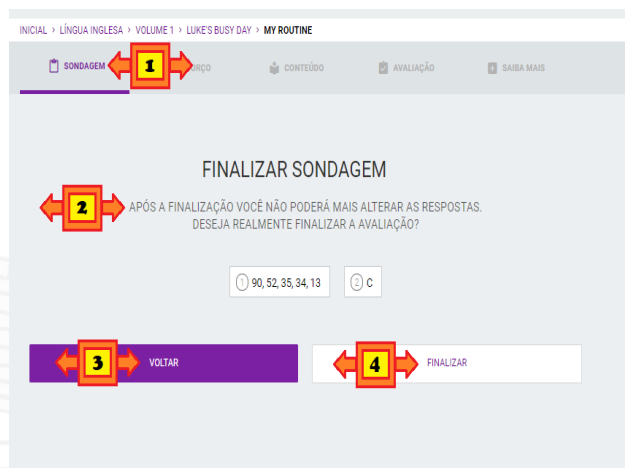 INICIAL › LÍNGUA INGLESA › VOLUME 1 › LUKE'S BUSY DAY › MY ROUTINE
SONDAGEM 1 ORÇO CONTEÚDO AVALIAÇÃO SAIBA MAIS
FINALIZAR SONDAGEM
2 APÓS A FINALIZAÇÃO VOCÊ NÃO PODERÁ MAIS ALTERAR AS RESPOSTAS.
DESEJA REALMENTE FINALIZAR A AVALIAÇÃO?
1 90, 52, 35, 34, 13 2 C
3 VOLTAR 4 FINALIZAR